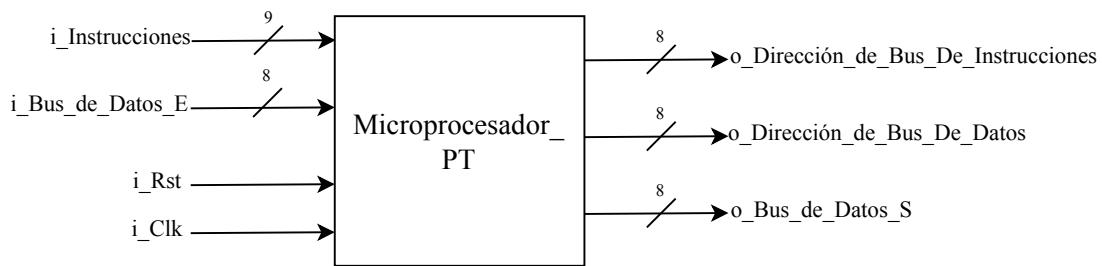 i_Instrucciones
9
i_Bus_de_Datos_E
8
i_Rst
i_Clk
Microprocesador_
PT
8
o_Dirección_de_Bus_De_Instrucciones
8
o_Dirección_de_Bus_De_Datos
8
o_Bus_de_Datos_S